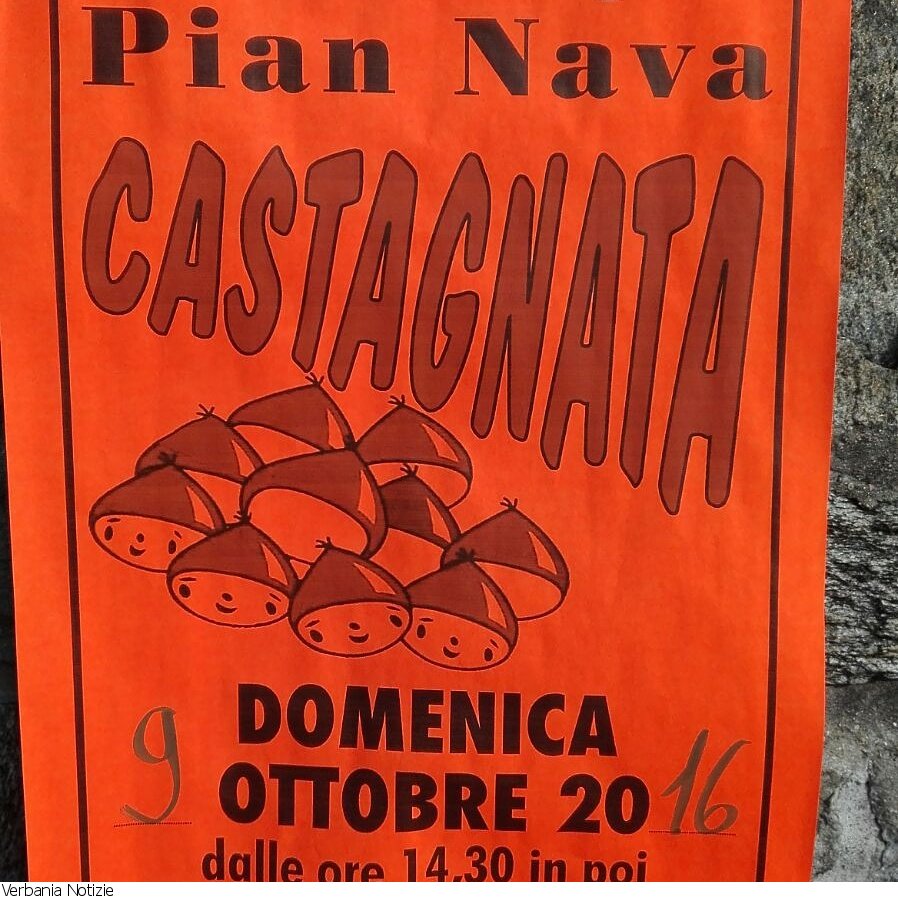 Pian Nava
CASTAGNATA
DOMENICA
9 OTTOBRE 2016
dalle ore 14,30 in poi
Verbania Notizie